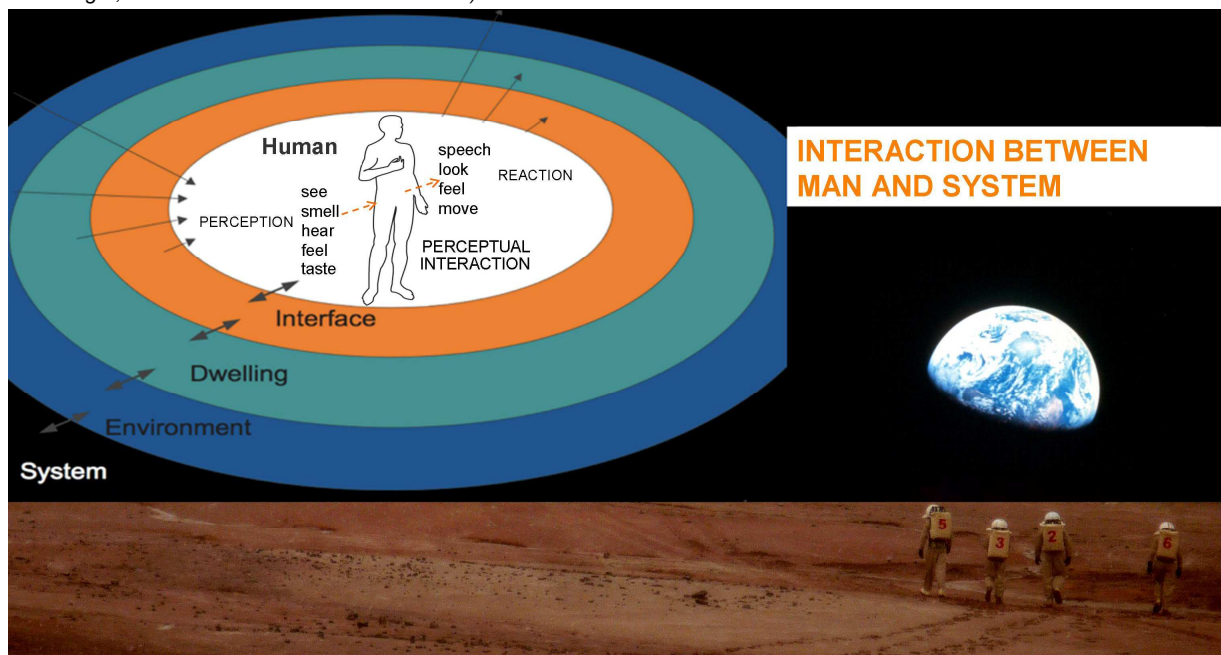 Human
speech
look
feel
move
REACTION
see
smell
hear
feel
taste
PERCEPTION
PERCEPTUAL
INTERACTION
Interface
Dwelling
Environment
System
INTERACTION BETWEEN
MAN AND SYSTEM
5
3
2
6